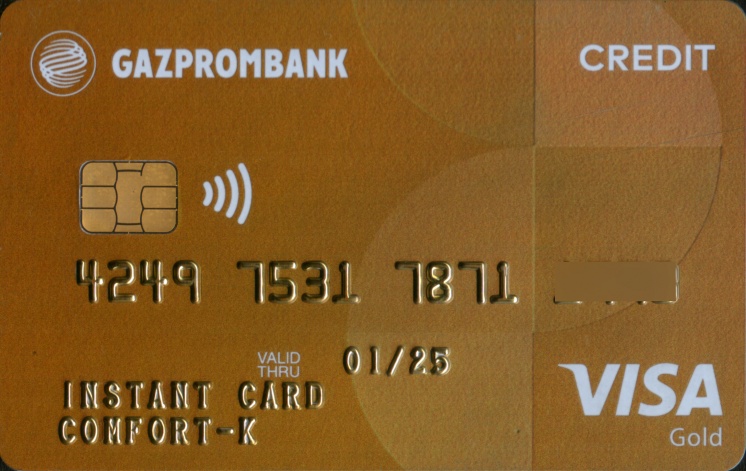 GAZPROMBANK
CREDIT
4249 7531 7871
VALID THRU 01/25
INSTANT CARD
COMFORT-K
VISA
Gold